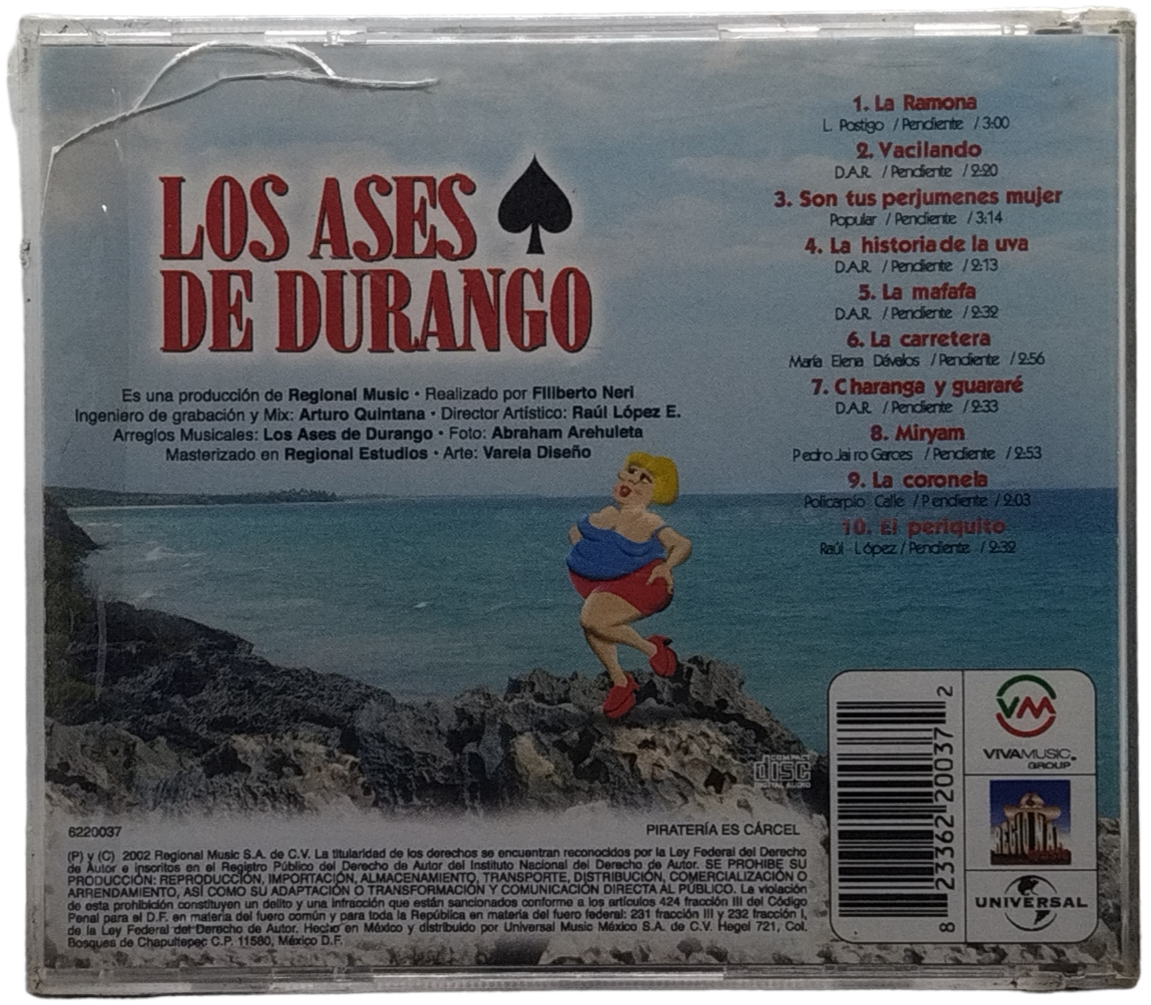 LOS ASES
DE DURANGO
Es una producción de Regional Music • Realizado por Filiberto Neri
Ingeniero de grabación y Mix: Arturo Quintana • Director Artístico: Raúl López E.
Arreglos Musicales: Los Ases de Durango • Foto: Abraham Arehuleta
Masterizado en Regional Estudios • Arte: Varela Diseño
1. La Ramona
L. Postigo / Pendiente / 3:00
2. Vacilando
D.A.R. / Pendiente / 2:20
3. Son tus perjumenes mujer
Popular / Pendiente / 3:14
4. La historia de la uva
D.A.R. / Pendiente / 2:13
5. La mafafa
D.A.R. / Pendiente / 2:32
6. La carretera
María Elena Dávalos / Pendiente / 2:56
7. Charanga y guararé
D.A.R. / Pendiente / 2:33
8. Miryam
Pedro Jairo Garces / Pendiente / 2:53
9. La coronela
Policarpio Calle / Pendiente / 2:03
10. El periquito
Raúl López / Pendiente / 2:32
COMPACT
disc
DIGITAL AUDIO
6220037
PIRATERÍA ES CÁRCEL
(P) y (C) 2002 Regional Music S.A. de C.V. La titularidad de los derechos se encuentran reconocidos por la Ley Federal del Derecho
de Autor e inscritos en el Registro Público del Derecho de Autor del Instituto Nacional del Derecho de Autor. SE PROHIBE SU
PRODUCCIÓN: REPRODUCCIÓN, IMPORTACIÓN, ALMACENAMIENTO, TRANSPORTE, DISTRIBUCIÓN, COMERCIALIZACIÓN O
ARRENDAMIENTO, ASÍ COMO SU ADAPTACIÓN O TRANSFORMACIÓN Y COMUNICACIÓN DIRECTA AL PÚBLICO. La violación
de esta prohibición constituyen un delito y una infracción que están sancionados conforme a los artículos 424 fracción III del Código
Penal para el D.F. en materia del fuero común y para toda la República en materia del fuero federal: 231 fracción III y 232 fracción I,
de la Ley Federal del Derecho de Autor. Hecho en México y distribuido por Universal Music México S.A. de C.V. Hegel 721, Col.
Bosques de Chapultepec C.P. 11580, México D.F.
8 23362 20037 2
VM
VIVAMUSIC
GROUP
REGIONAL
UNIVERSAL